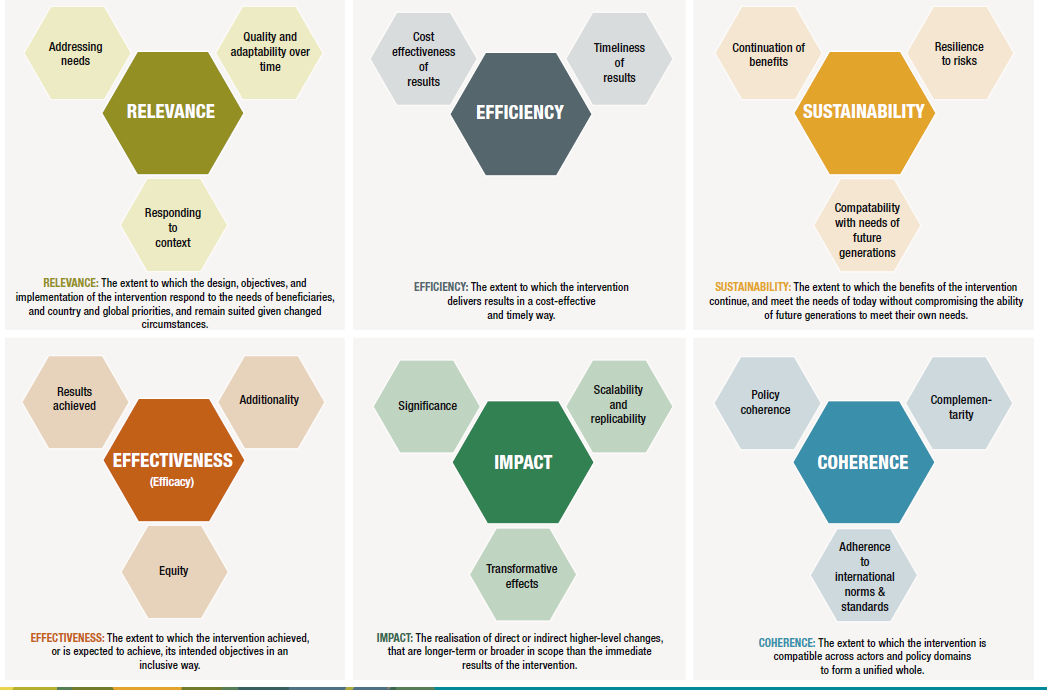 Addressing
needs
Quality and
adaptability over
time
RELEVANCE
Responding
to
context
RELEVANCE: The extent to which the design, objectives, and
implementation of the intervention respond to the needs of beneficiaries,
and country and global priorities, and remain suited given changed
circumstances.
Cost
effectiveness
of
results
Timeliness
of
results
EFFICIENCY
EFFICIENCY: The extent to which the intervention
delivers results in a cost-effective
and timely way.
Continuation of
benefits
Resilience
to risks
SUSTAINABILITY
Compatability
with needs of
future
generations
SUSTAINABILITY: The extent to which the benefits of the intervention
continue, and meet the needs of today without compromising the ability
of future generations to meet their own needs.
Results
achieved
Additionality
EFFECTIVENESS
(Efficacy)
Equity
EFFECTIVENESS: The extent to which the intervention achieved,
or is expected to achieve, its intended objectives in an
inclusive way.
Significance
Scalability
and
replicability
IMPACT
Transformative
effects
IMPACT: The realisation of direct or indirect higher-level changes,
that are longer-term or broader in scope than the immediate
results of the intervention.
Policy
coherence
Complemen-
tarity
COHERENCE
Adherence
to
international
norms &
standards
COHERENCE: The extent to which the intervention is
compatible across actors and policy domains
to form a unified whole.